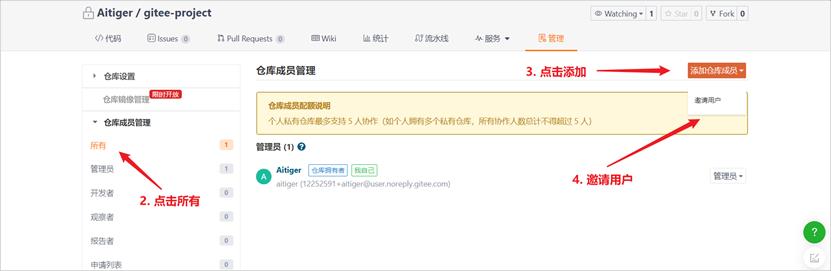 Aitiger / gitee-project
Watching 1 Star 0 Fork 0
代码 Issues 0 Pull Requests 0 Wiki 统计 流水线 服务 管理
仓库设置
仓库镜像管理 限时开放
仓库成员管理
所有 1
管理员 1
开发者 0
观察者 0
报告者 0
申请列表 0
2. 点击所有
仓库成员管理
3. 点击添加
添加仓库成员
邀请用户
仓库成员配额说明
个人私有仓库最多支持 5 人协作（如个人拥有多个私有仓库，所有协作人数总计不得超过 5 人）
管理员 (1)
A
Aitiger 仓库拥有者 我自己
aitiger (12252591+aitiger@user.noreply.gitee.com)
管理员
4. 邀请用户
?